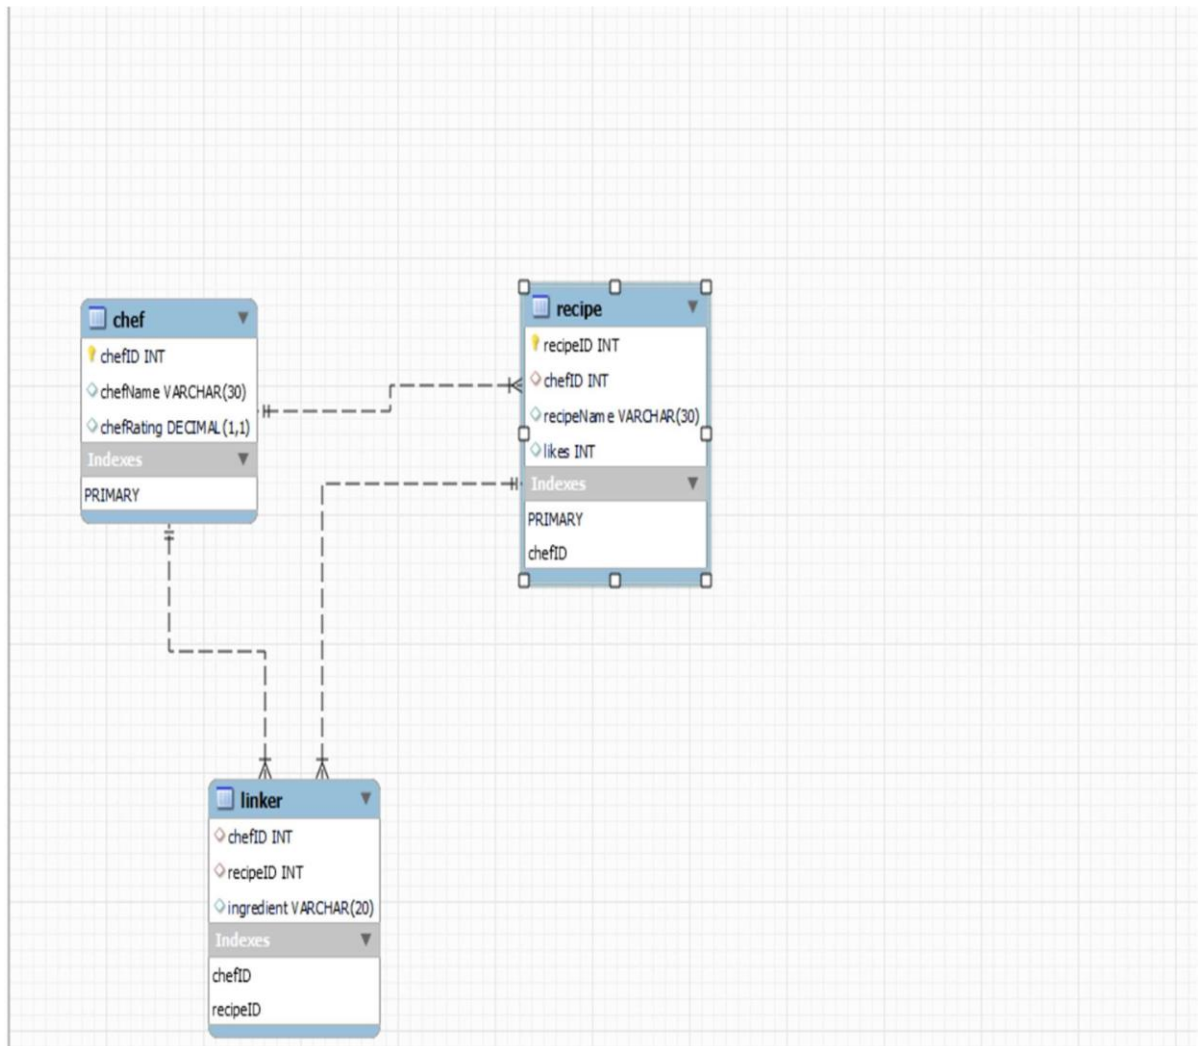 chef
chefID INT
chefName VARCHAR(30)
chefRating DECIMAL(1,1)
Indexes
PRIMARY
recipe
recipeID INT
chefID INT
recipeName VARCHAR(30)
likes INT
Indexes
PRIMARY
chefID
linker
chefID INT
recipeID INT
ingredient VARCHAR(20)
Indexes
chefID
recipeID